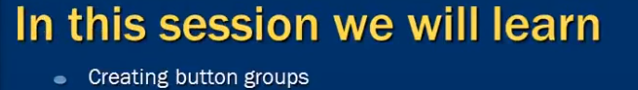 In this session we will learn
Creating button groups